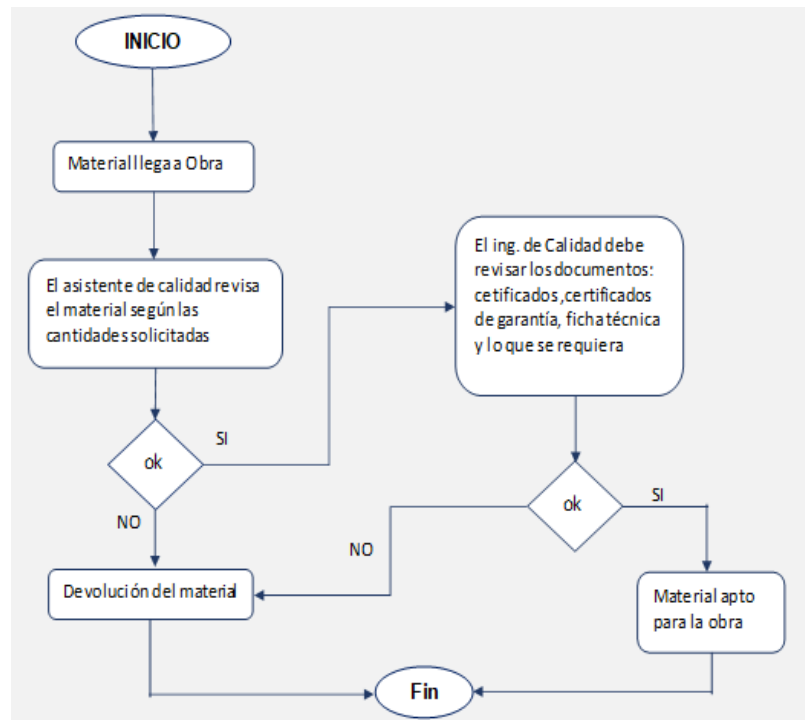 INICIO
Material llega a Obra
El asistente de calidad revisa
el material según las
cantidades solicitadas
ok
SI
NO
El ing. de Calidad debe
revisar los documentos:
cetificados ,certificados
de garantía, ficha técnica
y lo que se requiera
ok
SI
NO
Devolución del material
Material apto
para la obra
Fin